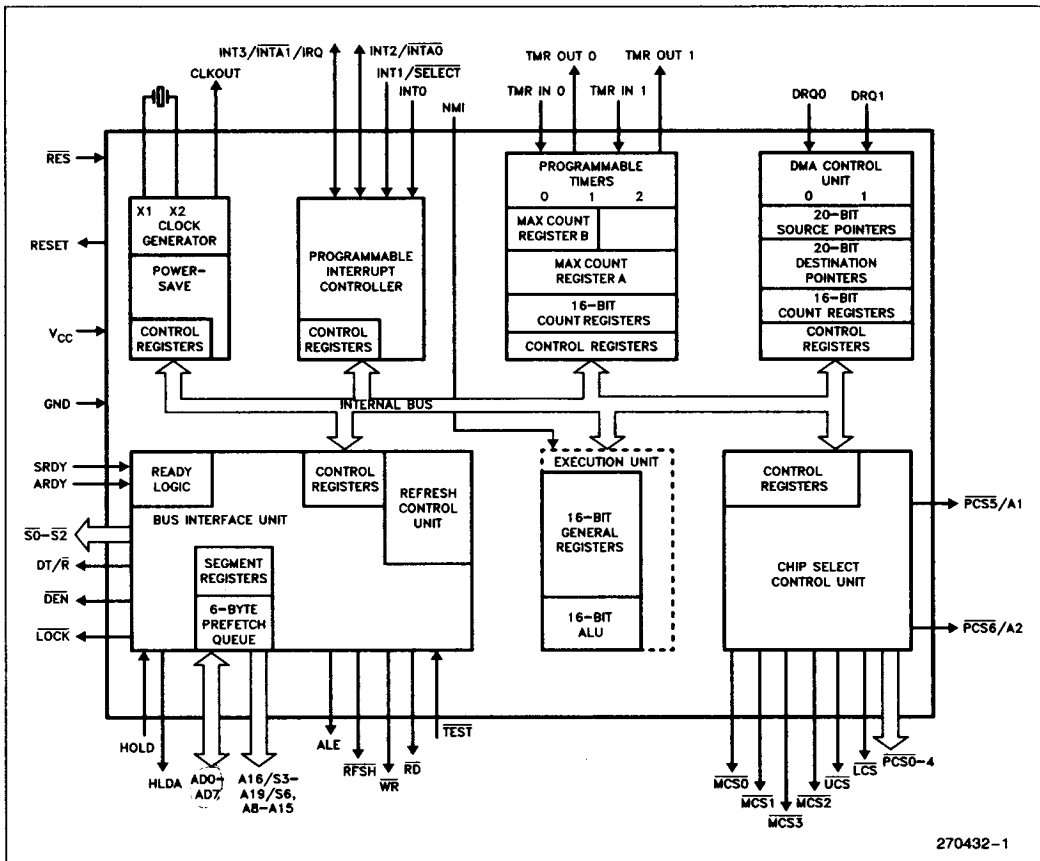 INT3/INTA1/IRQ
INT2/INTA0
CLKOUT
INT1/SELECT
INT0
NMI
TMR OUT 0
TMR OUT 1
TMR IN 0
TMR IN 1
DRQ0
DRQ1
RES
RESET
VCC
GND
X1 X2
CLOCK
GENERATOR
POWER-
SAVE
CONTROL
REGISTERS
PROGRAMMABLE
INTERRUPT
CONTROLLER
CONTROL
REGISTERS
PROGRAMMABLE
TIMERS
0 1 2
MAX COUNT
REGISTER B
MAX COUNT
REGISTER A
16-BIT
COUNT REGISTERS
CONTROL REGISTERS
DMA CONTROL
UNIT
0 1
20-BIT
SOURCE POINTERS
20-BIT
DESTINATION
POINTERS
16-BIT
COUNT REGISTERS
CONTROL
REGISTERS
INTERNAL BUS
SRDY
ARDY
S0-S2
DT/R
DEN
LOCK
READY
LOGIC
CONTROL
REGISTERS
REFRESH
CONTROL
UNIT
BUS INTERFACE UNIT
SEGMENT
REGISTERS
6-BYTE
PREFETCH
QUEUE
EXECUTION UNIT
16-BIT
GENERAL
REGISTERS
16-BIT
ALU
CONTROL
REGISTERS
CHIP SELECT
CONTROL UNIT
PCS5/A1
PCS6/A2
HOLD
HLDA
AD0-
AD7
A16/S3-
A19/S6,
A8-A15
ALE
RFSH
WR
RD
TEST
MCS0
MCS1
MCS3
MCS2
UCS
LCS
PCS0-4
270432-1